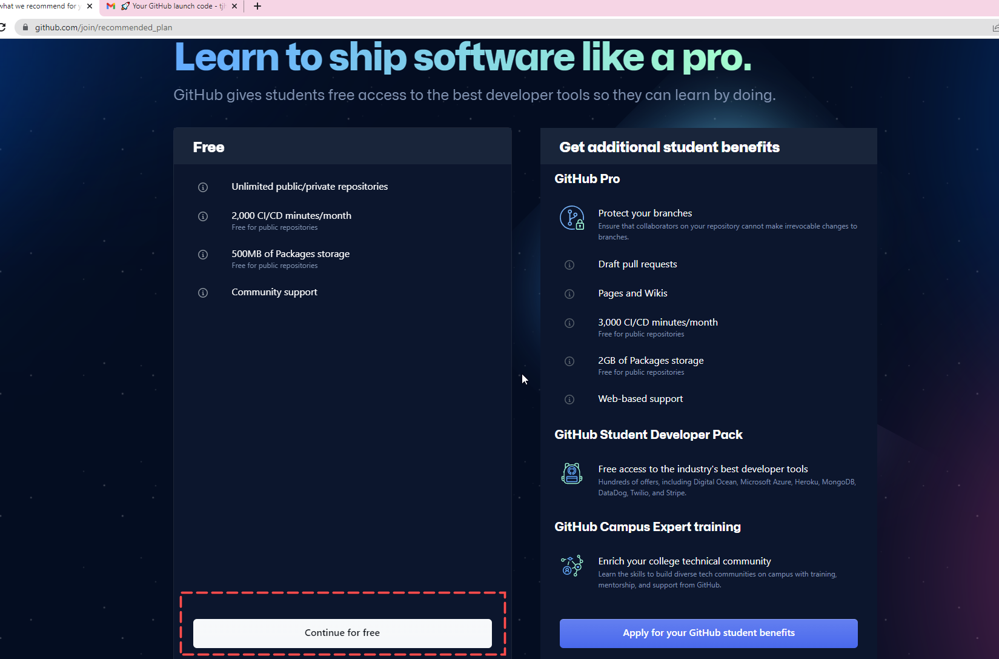 what we recommend for
Your GitHub launch code - tjh
github.com/join/recommended_plan
Learn to ship software like a pro.
GitHub gives students free access to the best developer tools so they can learn by doing.
Free
Unlimited public/private repositories
2,000 CI/CD minutes/month
Free for public repositories
500MB of Packages storage
Free for public repositories
Community support
Continue for free
Get additional student benefits
GitHub Pro
Protect your branches
Ensure that collaborators on your repository cannot make irrevocable changes to
branches.
Draft pull requests
Pages and Wikis
3,000 CI/CD minutes/month
Free for public repositories
2GB of Packages storage
Free for public repositories
Web-based support
GitHub Student Developer Pack
Free access to the industry's best developer tools
Hundreds of offers, including Digital Ocean, Microsoft Azure, Heroku, MongoDB,
DataDog, Twilio, and Stripe.
GitHub Campus Expert training
Enrich your college technical community
Learn the skills to build diverse tech communities on campus with training,
mentorship, and support from GitHub.
Apply for your GitHub student benefits